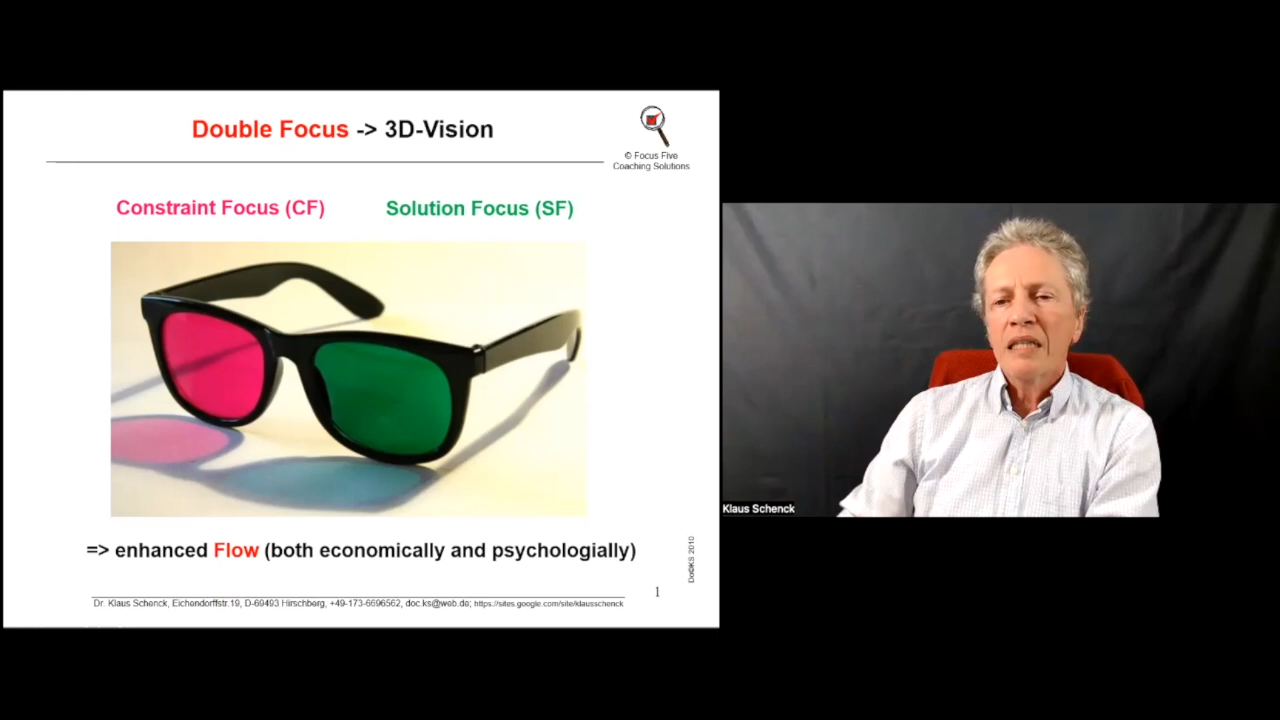 Double Focus -> 3D-Vision
© Focus Five
Coaching Solutions
Constraint Focus (CF)
Solution Focus (SF)
=> enhanced Flow (both economically and psychologially)
Dr. Klaus Schenck, Eichendorffstr.19, D-69493 Hirschberg, +49-173-6696562, doc.ks@web.de; https://sites.google.com/site/klausschenck
1
Klaus Schenck